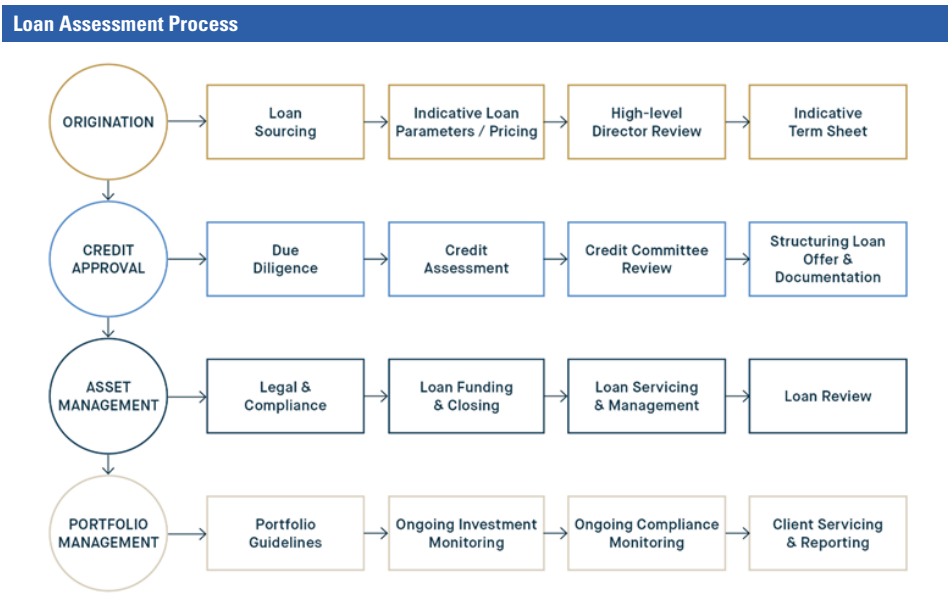 Loan Assessment Process
ORIGINATION
Loan
Sourcing
Indicative Loan
Parameters / Pricing
High-level
Director Review
Indicative
Term Sheet
CREDIT
APPROVAL
Due
Diligence
Credit
Assessment
Credit Committee
Review
Structuring Loan
Offer &
Documentation
ASSET
MANAGEMENT
Legal &
Compliance
Loan Funding
& Closing
Loan Servicing
& Management
Loan Review
PORTFOLIO
MANAGEMENT
Portfolio
Guidelines
Ongoing Investment
Monitoring
Ongoing Compliance
Monitoring
Client Servicing
& Reporting